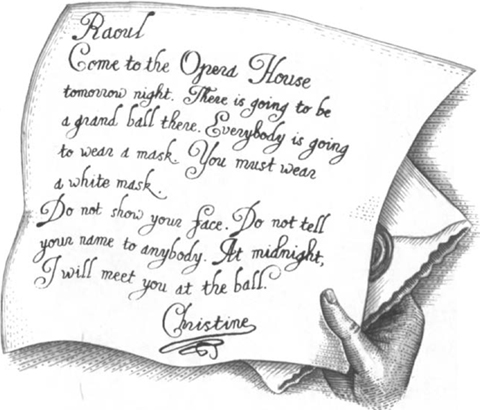 Raoul
Come to the Opera House
tomorrow night. There is going to be
a grand ball there. Everybody is going
to wear a mask. You must wear
a white mask.
Do not show your face. Do not tell
your name to anybody. At midnight,
I will meet you at the ball.
Christine